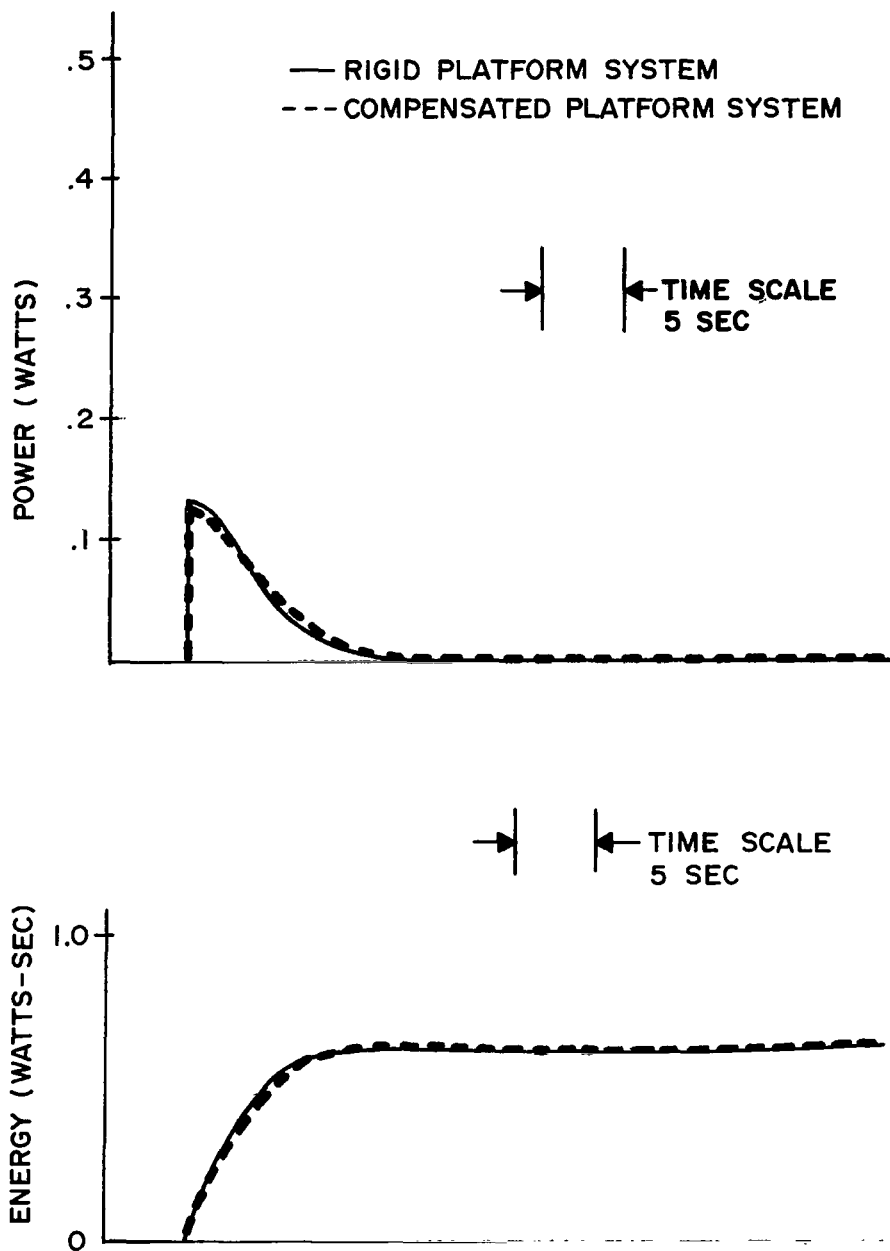 .5
RIGID PLATFORM SYSTEM
COMPENSATED PLATFORM SYSTEM
.4
.3
TIME SCALE
5 SEC
.2
.1
POWER (WATTS)
TIME SCALE
5 SEC
1.0
0
ENERGY (WATTS-SEC)